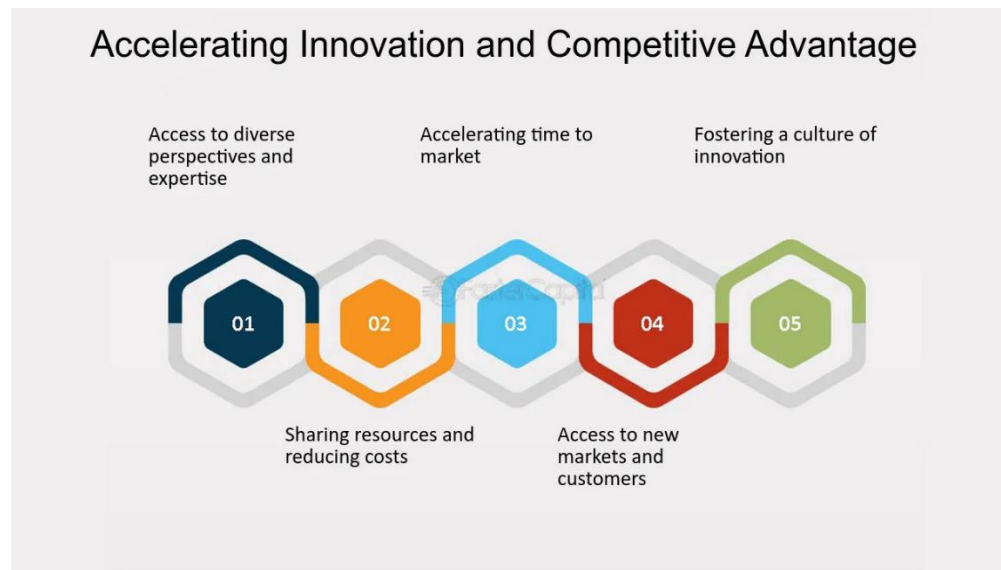 Accelerating Innovation and Competitive Advantage
Access to diverse
perspectives and
expertise
Accelerating time to
market
Fostering a culture of
innovation
FasterCapital
01
02
03
04
05
Sharing resources and
reducing costs
Access to new
markets and
customers